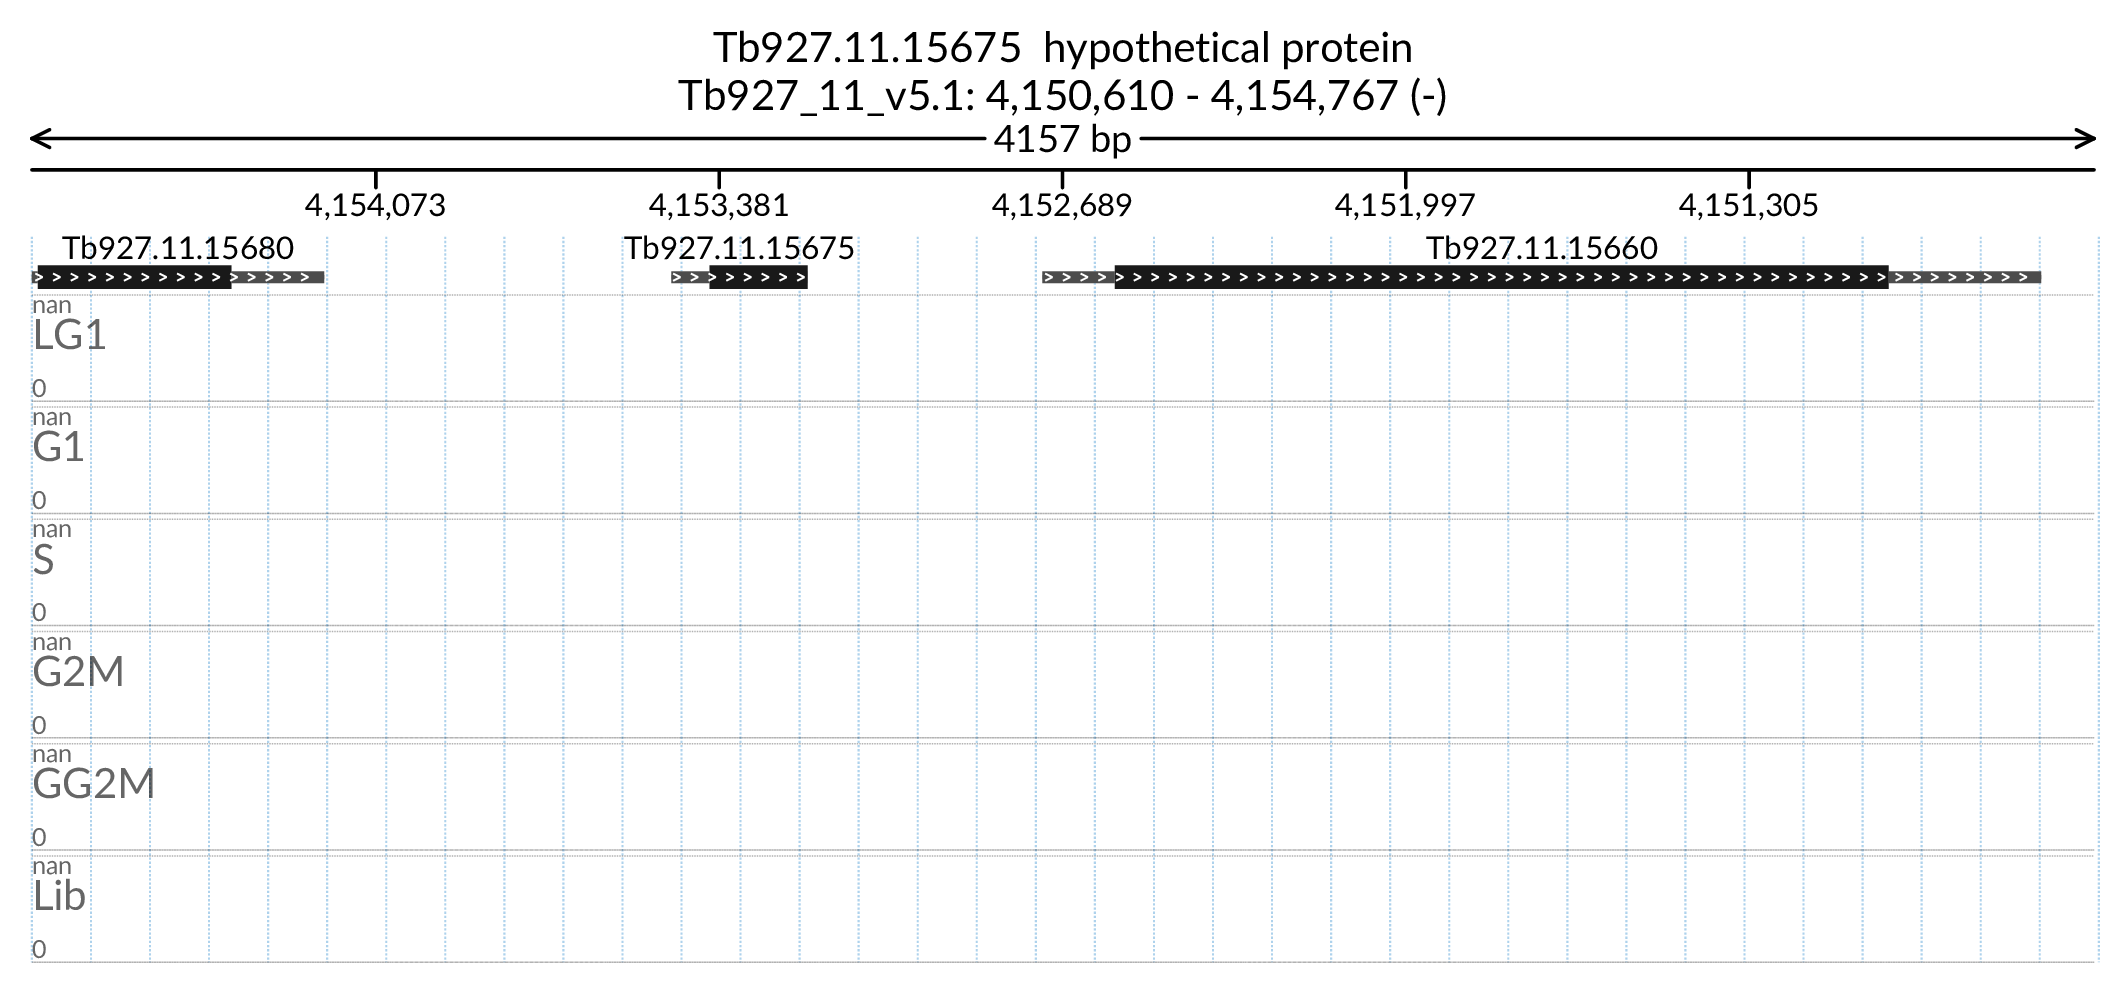 Tb927.11.15675  hypothetical protein
Tb927_11_v5.1: 4,150,610 - 4,154,767 (-)
4157 bp
4,154,073 4,153,381 4,152,689 4,151,997 4,151,305
Tb927.11.15680 Tb927.11.15675 Tb927.11.15660
nan
LG1
0
nan
G1
0
nan
S
0
nan
G2M
0
nan
GG2M
0
nan
Lib
0